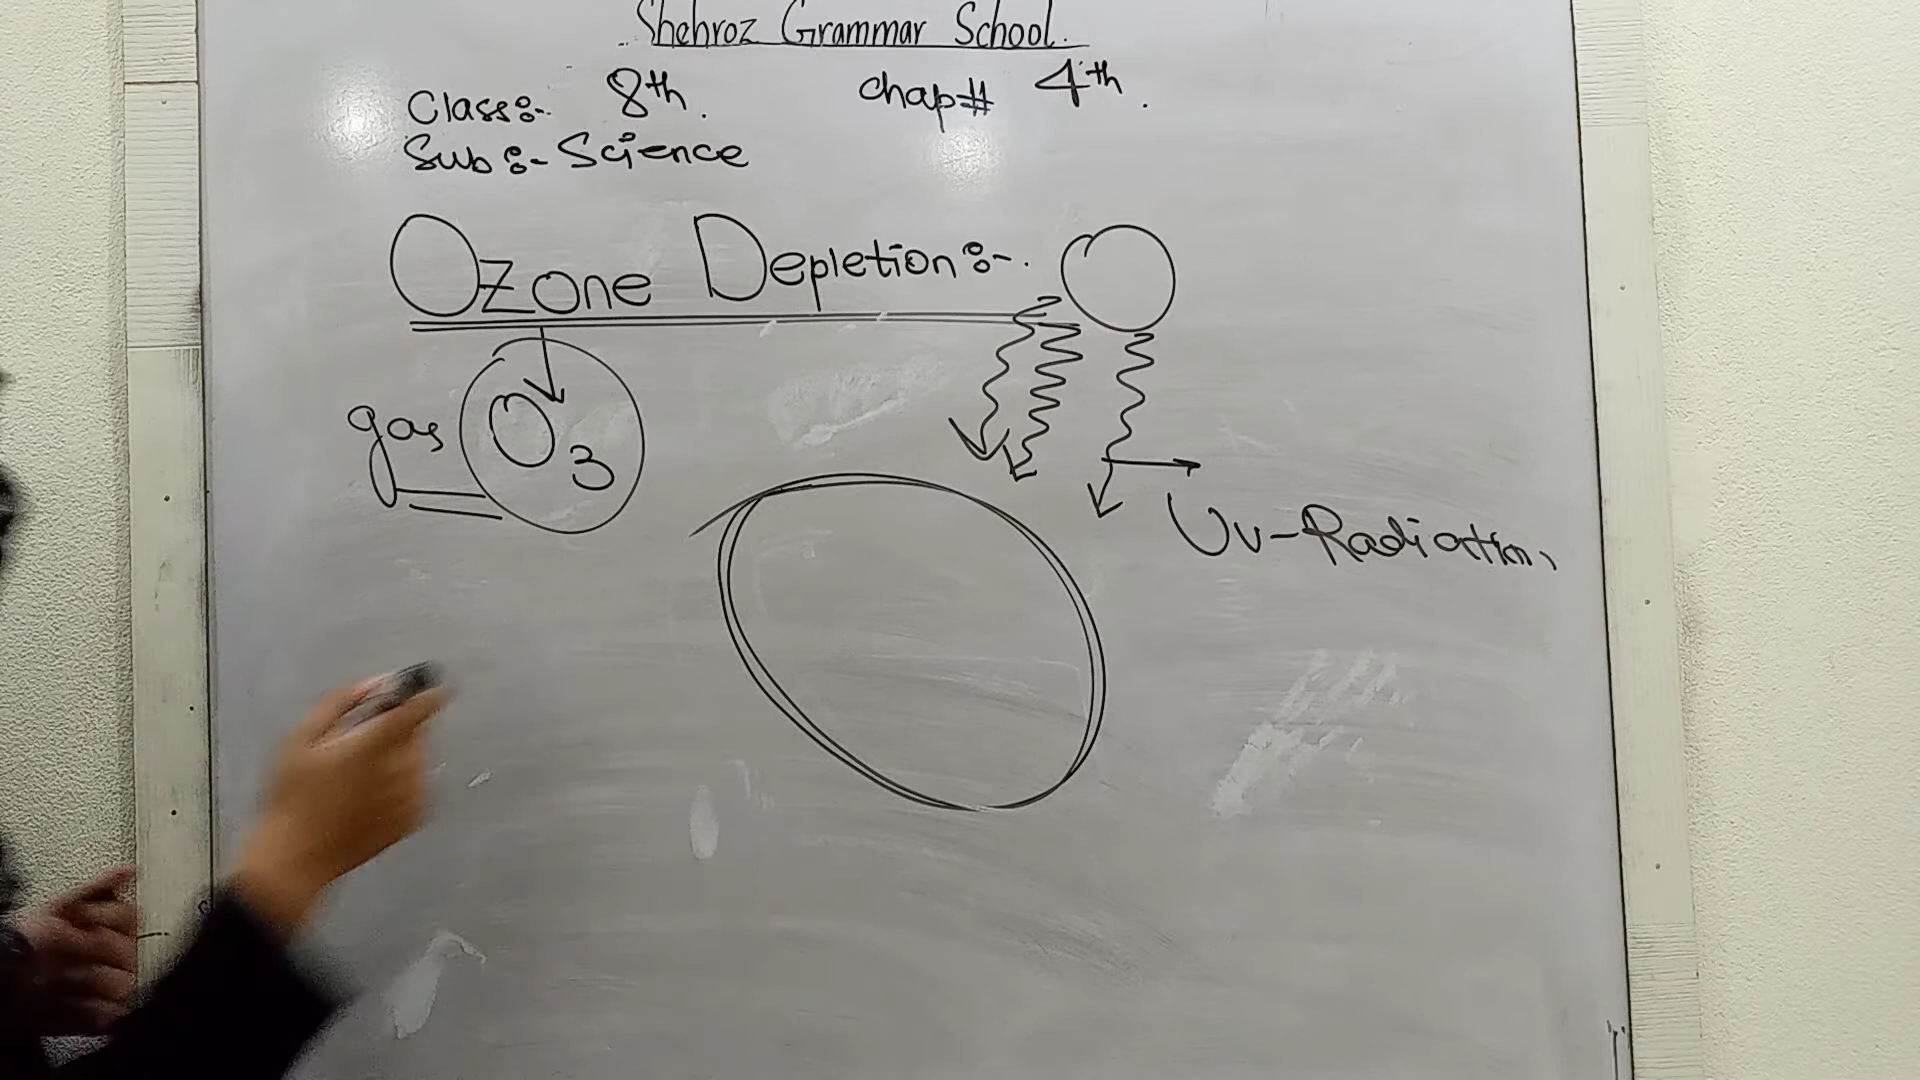 Shehroz Grammar School.
Class:- 8th. Chap# 4th.
Sub:- Science
Ozone Depletion:-.
gas O3
Uv-Radiation,